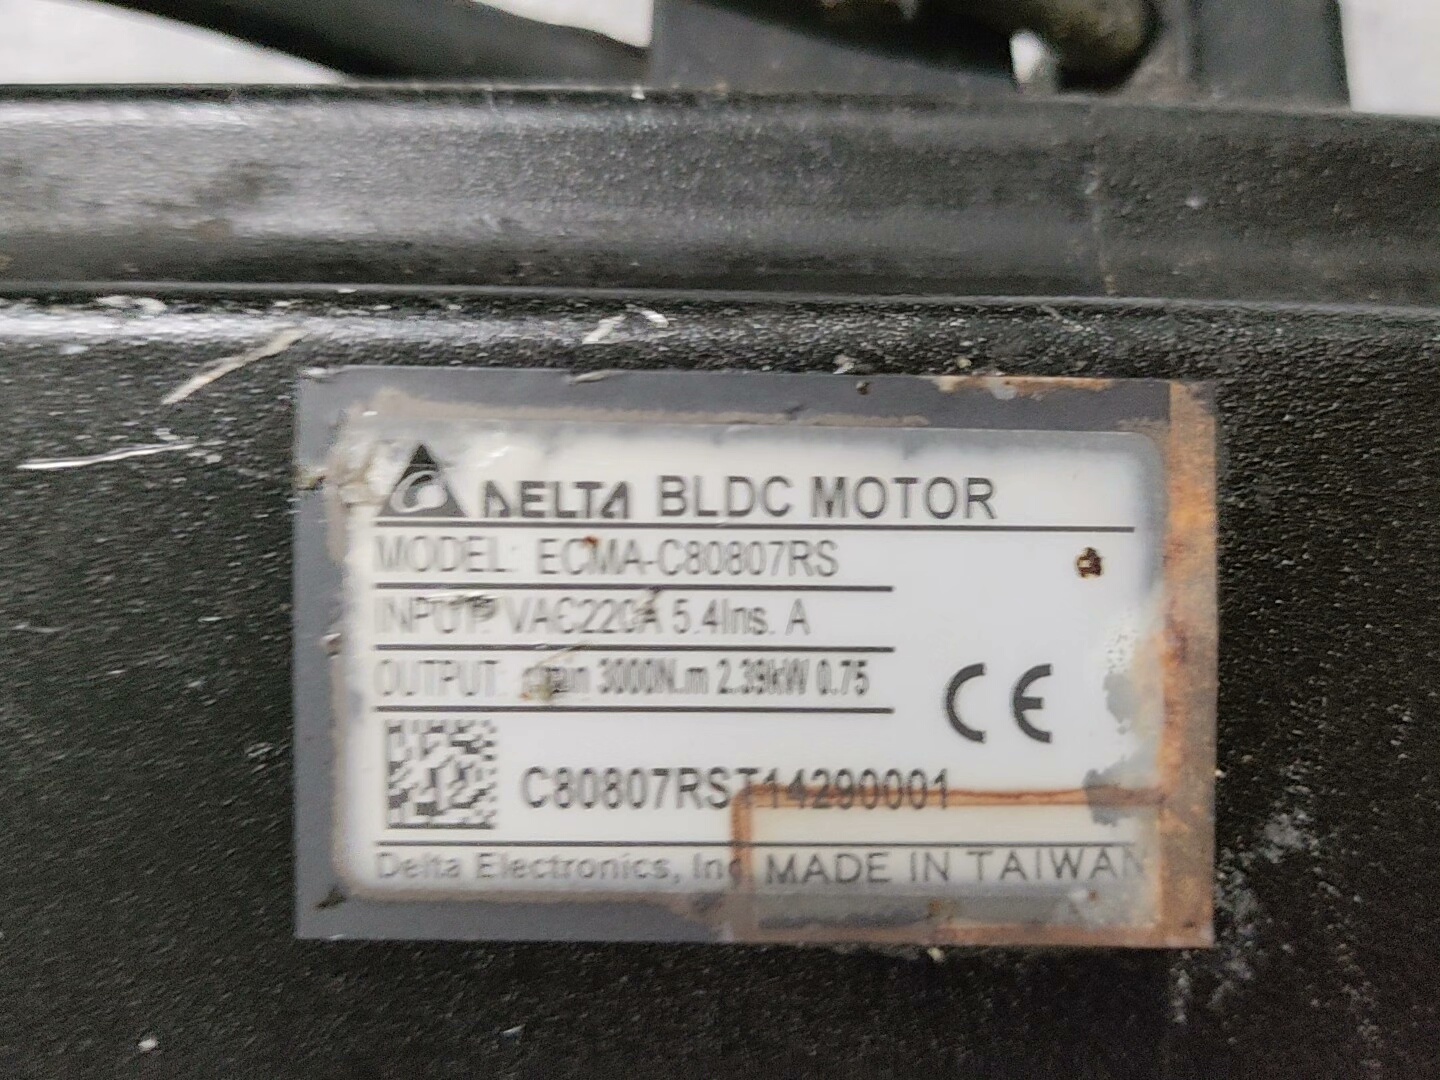 DELTA BLDC MOTOR
MODEL: ECMA-C80807RS
INPUT: VAC220A 5.4Ins. A
OUTPUT: 3000N.m 2.39kW 0.75
CE
C80807RST14290001
Delta Electronics, Inc MADE IN TAIWAN